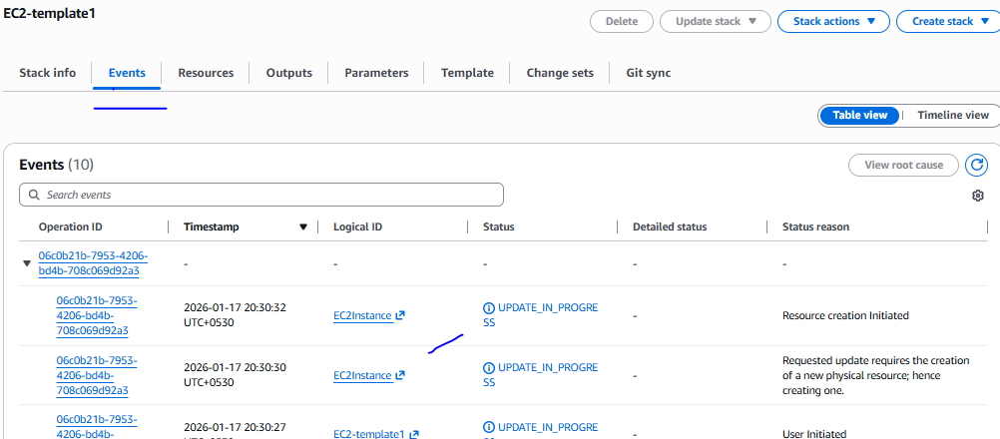 EC2-template1
Delete
Update stack
Stack actions
Create stack
Stack info
Events
Resources
Outputs
Parameters
Template
Change sets
Git sync
Table view
Timeline view
Events (10)
View root cause
Search events
Operation ID
Timestamp
Logical ID
Status
Detailed status
Status reason
06c0b21b-7953-4206-
bd4b-708c069d92a3
-
-
-
-
-
06c0b21b-7953-
4206-bd4b-
708c069d92a3
2026-01-17 20:30:32
UTC+0530
EC2Instance
UPDATE_IN_PROGRE
SS
-
Resource creation Initiated
06c0b21b-7953-
4206-bd4b-
708c069d92a3
2026-01-17 20:30:30
UTC+0530
EC2Instance
UPDATE_IN_PROGRE
SS
-
Requested update requires the creation
of a new physical resource; hence
creating one.
06c0b21b-7953-
4206-bd4b-
2026-01-17 20:30:27
EC2-template1
UPDATE_IN_PROGRE
User Initiated